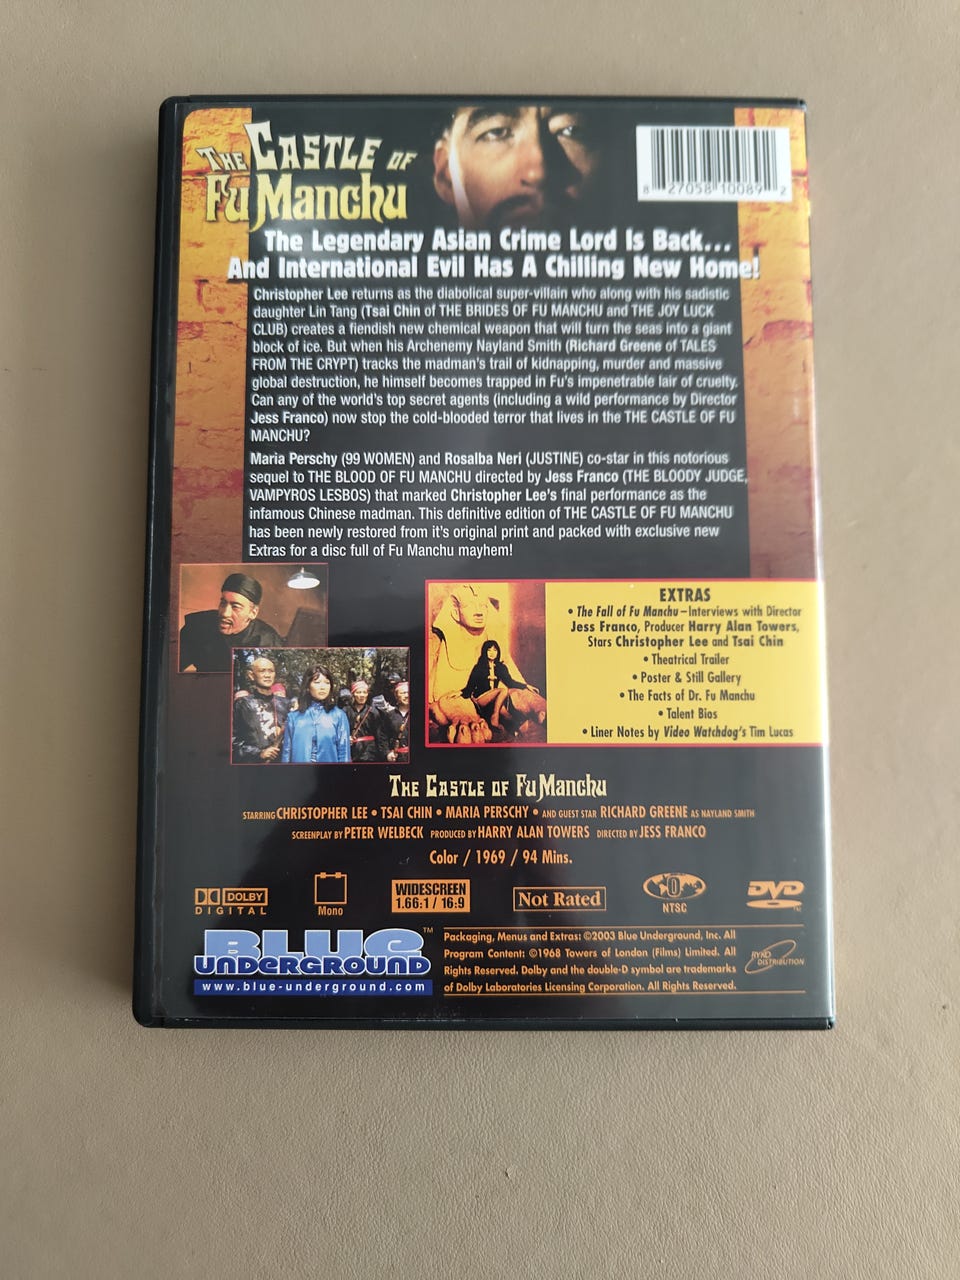 The Castle of
Fu Manchu
8 27058 10089 2
The Legendary Asian Crime Lord Is Back...
And International Evil Has A Chilling New Home!
Christopher Lee returns as the diabolical super-villain who along with his sadistic
daughter Lin Tang (Tsai Chin of THE BRIDES OF FU MANCHU and THE JOY LUCK
CLUB) creates a fiendish new chemical weapon that will turn the seas into a giant
block of ice. But when his Archenemy Nayland Smith (Richard Greene of TALES
FROM THE CRYPT) tracks the madman's trail of kidnapping, murder and massive
global destruction, he himself becomes trapped in Fu's impenetrable lair of cruelty.
Can any of the world's top secret agents (including a wild performance by Director
Jess Franco) now stop the cold-blooded terror that lives in the THE CASTLE OF FU
MANCHU?
Maria Perschy (99 WOMEN) and Rosalba Neri (JUSTINE) co-star in this notorious
sequel to THE BLOOD OF FU MANCHU directed by Jess Franco (THE BLOODY JUDGE,
VAMPYROS LESBOS) that marked Christopher Lee's final performance as the
infamous Chinese madman. This definitive edition of THE CASTLE OF FU MANCHU
has been newly restored from it's original print and packed with exclusive new
Extras for a disc full of Fu Manchu mayhem!
EXTRAS
• The Fall of Fu Manchu – Interviews with Director
Jess Franco, Producer Harry Alan Towers,
Stars Christopher Lee and Tsai Chin
• Theatrical Trailer
• Poster & Still Gallery
• The Facts of Dr. Fu Manchu
• Talent Bios
• Liner Notes by Video Watchdog's Tim Lucas
The Castle of Fu Manchu
STARRING CHRISTOPHER LEE • TSAI CHIN • MARIA PERSCHY • AND GUEST STAR RICHARD GREENE AS NAYLAND SMITH
SCREENPLAY BY PETER WELBECK PRODUCED BY HARRY ALAN TOWERS DIRECTED BY JESS FRANCO
Color / 1969 / 94 Mins.
DOLBY
DIGITAL
Mono
WIDESCREEN
1.66:1 / 16:9
Not Rated
0
NTSC
DVD
TM
BLUE
UNDERGROUND
TM
www.blue-underground.com
Packaging, Menus and Extras: ©2003 Blue Underground, Inc. All
Program Content: ©1968 Towers of London (Films) Limited. All
Rights Reserved. Dolby and the double-D symbol are trademarks
of Dolby Laboratories Licensing Corporation. All Rights Reserved.
RYKO
DISTRIBUTION